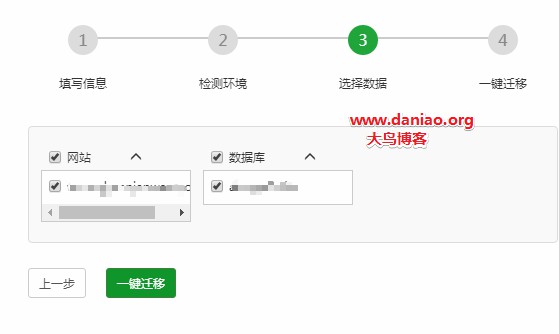 1 2 3 4
填写信息 检测环境 选择数据 一键迁移
www.daniao.org
大鸟博客
网站 数据库
上一步 一键迁移